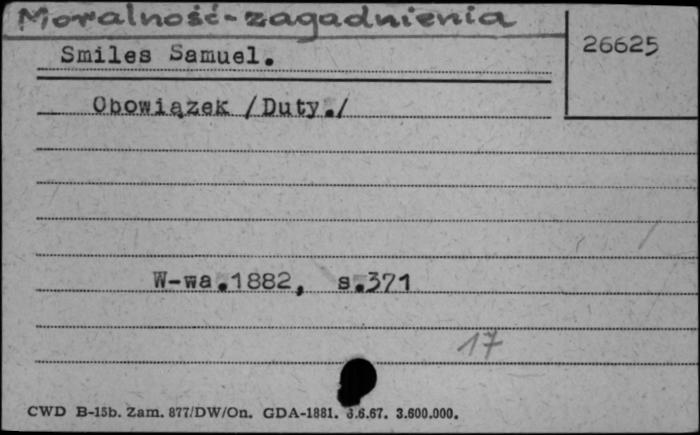 Moralność-zagadnienia
26625
Smiles Samuel.
Obowiązek /Duty./
W-wa.1882, s.371
17
CWD B-15b. Zam. 877/DW/On. GDA-1881. 3.6.67. 3.600.000.